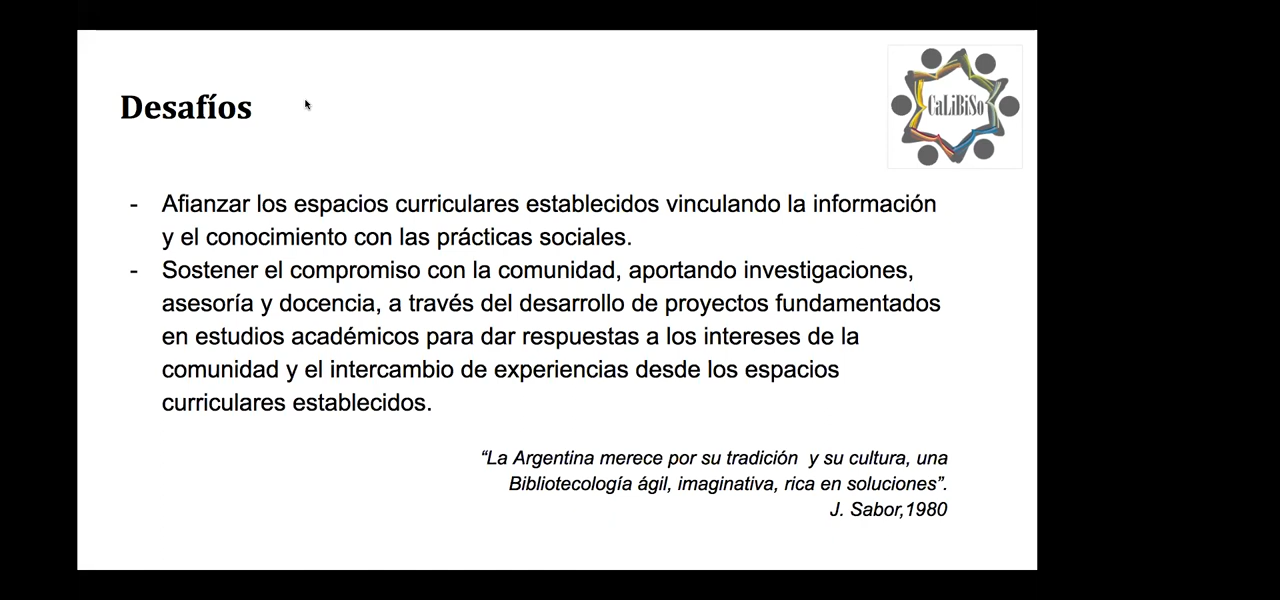 Desafíos
CaLiBiSo
- Afianzar los espacios curriculares establecidos vinculando la información
y el conocimiento con las prácticas sociales.
- Sostener el compromiso con la comunidad, aportando investigaciones,
asesoría y docencia, a través del desarrollo de proyectos fundamentados
en estudios académicos para dar respuestas a los intereses de la
comunidad y el intercambio de experiencias desde los espacios
curriculares establecidos.
“La Argentina merece por su tradición  y su cultura, una
Bibliotecología ágil, imaginativa, rica en soluciones”.
J. Sabor,1980